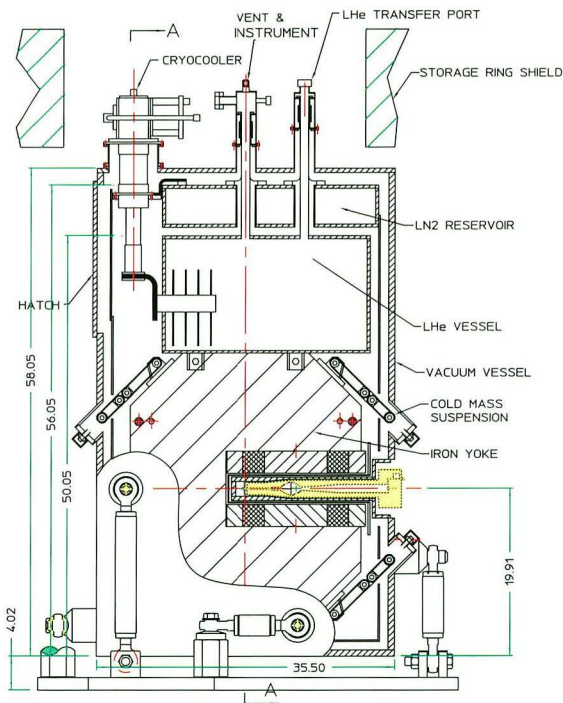 A
VENT &
INSTRUMENT
LHe TRANSFER PORT
CRYOCOOLER
STORAGE RING SHIELD
LN2 RESERVOIR
HATCH
LHe VESSEL
VACUUM VESSEL
COLD MASS
SUSPENSION
IRON YOKE
58.05
56.05
50.05
19.91
4.02
35.50
A